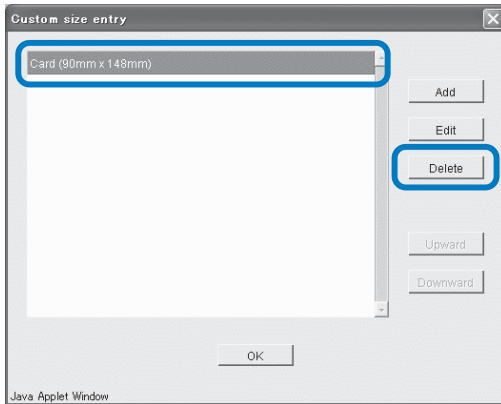 Custom size entry
Card (90mm x 148mm)
Add
Edit
Delete
Upward
Downward
OK
Java Applet Window